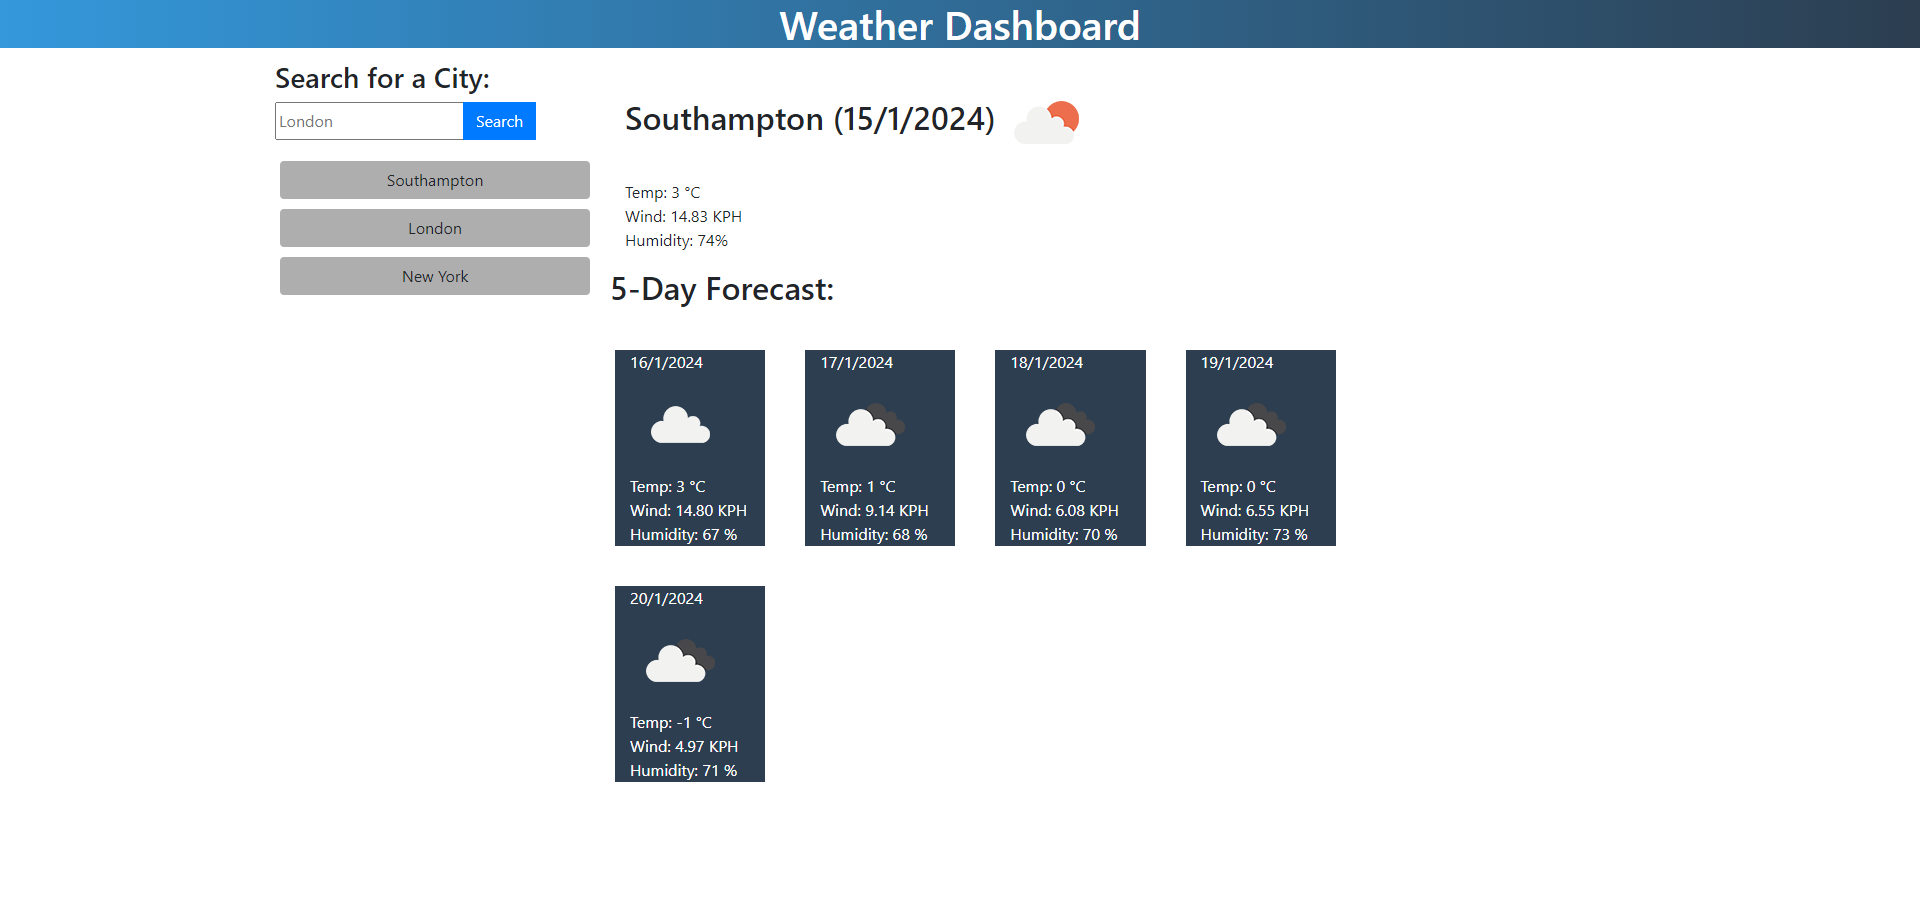 Weather Dashboard
Search for a City:
London
Search
Southampton
London
New York
Southampton (15/1/2024)
Temp: 3 °C
Wind: 14.83 KPH
Humidity: 74%
5-Day Forecast:
16/1/2024
Temp: 3 °C
Wind: 14.80 KPH
Humidity: 67 %
17/1/2024
Temp: 1 °C
Wind: 9.14 KPH
Humidity: 68 %
18/1/2024
Temp: 0 °C
Wind: 6.08 KPH
Humidity: 70 %
19/1/2024
Temp: 0 °C
Wind: 6.55 KPH
Humidity: 73 %
20/1/2024
Temp: -1 °C
Wind: 4.97 KPH
Humidity: 71 %